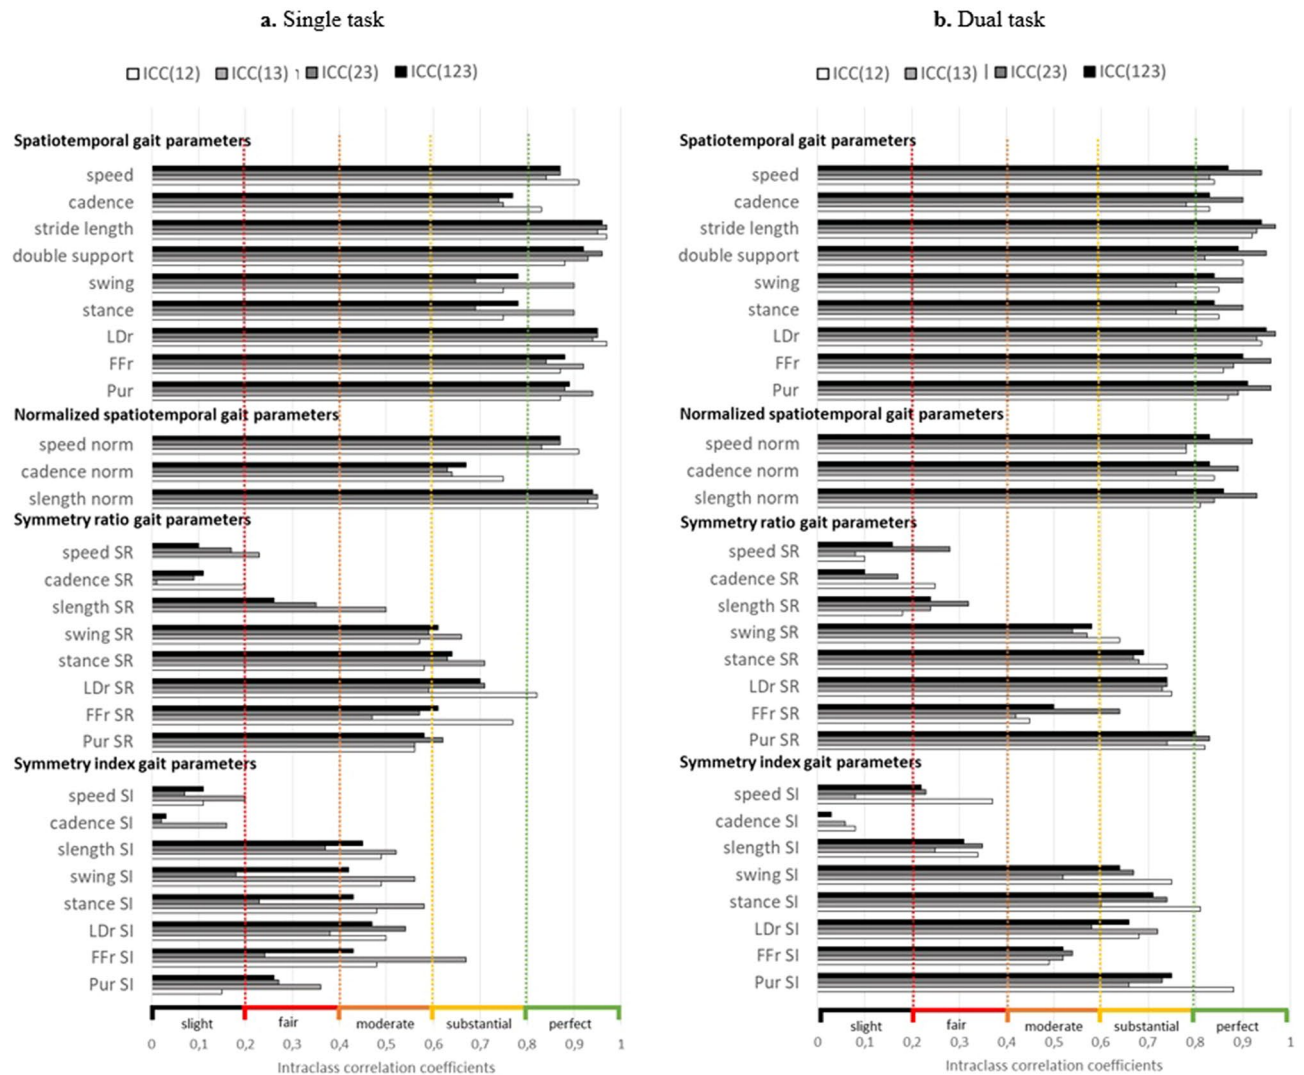 a. Single task
ICC(12) ICC(13) ICC(23) ICC(123)
Spatiotemporal gait parameters
speed
cadence
stride length
double support
swing
stance
LDr
FFr
Pur
Normalized spatiotemporal gait parameters
speed norm
cadence norm
slength norm
Symmetry ratio gait parameters
speed SR
cadence SR
slength SR
swing SR
stance SR
LDr SR
FFr SR
Pur SR
Symmetry index gait parameters
speed SI
cadence SI
slength SI
swing SI
stance SI
LDr SI
FFr SI
Pur SI
slight fair moderate substantial perfect
0 0,1 0,2 0,3 0,4 0,5 0,6 0,7 0,8 0,9 1
Intraclass correlation coefficients
b. Dual task
ICC(12) ICC(13) ICC(23) ICC(123)
Spatiotemporal gait parameters
speed
cadence
stride length
double support
swing
stance
LDr
FFr
Pur
Normalized spatiotemporal gait parameters
speed norm
cadence norm
slength norm
Symmetry ratio gait parameters
speed SR
cadence SR
slength SR
swing SR
stance SR
LDr SR
FFr SR
Pur SR
Symmetry index gait parameters
speed SI
cadence SI
slength SI
swing SI
stance SI
LDr SI
FFr SI
Pur SI
slight fair moderate substantial perfect
0 0,1 0,2 0,3 0,4 0,5 0,6 0,7 0,8 0,9 1
Intraclass correlation coefficients